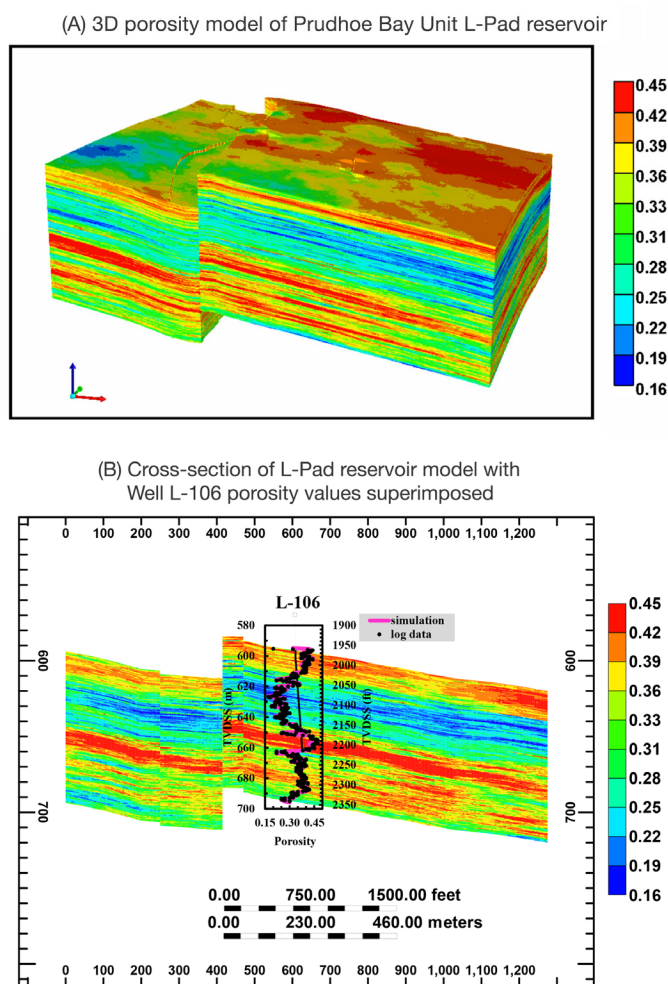 (A) 3D porosity model of Prudhoe Bay Unit L-Pad reservoir
0.45
0.42
0.39
0.36
0.33
0.31
0.28
0.25
0.22
0.19
0.16
(B) Cross-section of L-Pad reservoir model with
Well L-106 porosity values superimposed
0 100 200 300 400 500 600 700 800 900 1,000 1,100 1,200
L-106
simulation
log data
580 1900
600 1950
2000
620 2050
640 2100
2150
660 2200
2250
680 2300
700 2350
TVDSS (m)
TVDSS (ft)
0.15 0.30 0.45
Porosity
600 600
700 700
0.45
0.42
0.39
0.36
0.33
0.31
0.28
0.25
0.22
0.19
0.16
0.00 750.00 1500.00 feet
0.00 230.00 460.00 meters
0 100 200 300 400 500 600 700 800 900 1,000 1,100 1,200